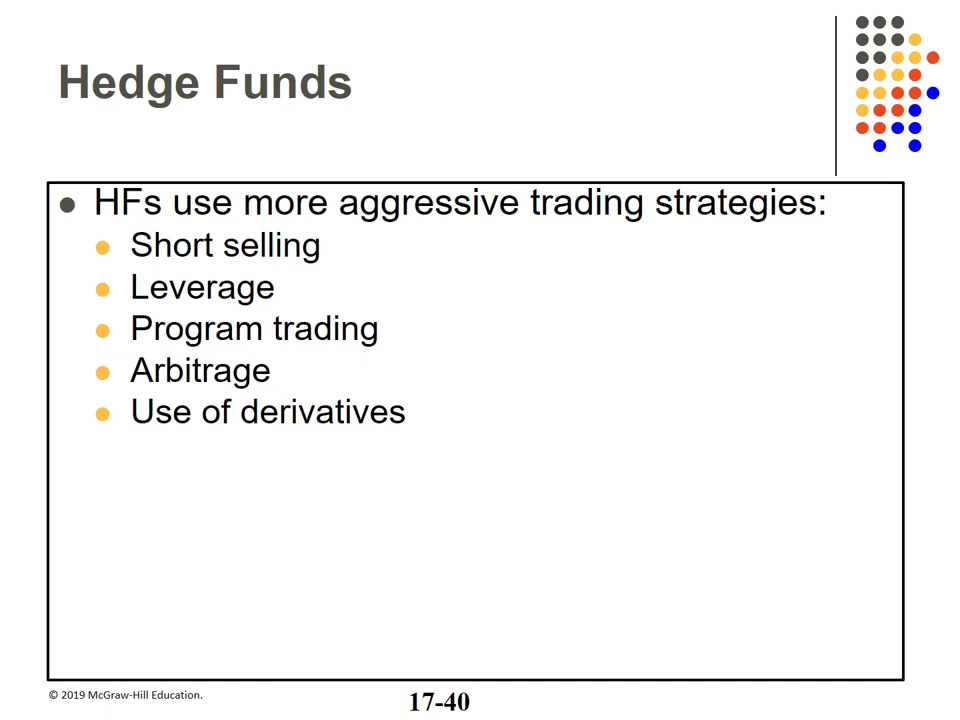 Hedge Funds
HFs use more aggressive trading strategies:
Short selling
Leverage
Program trading
Arbitrage
Use of derivatives
© 2019 McGraw-Hill Education.
17-40